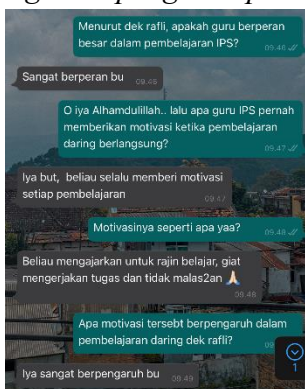 Menurut dek rafli, apakah guru berperan
besar dalam pembelajaran IPS?
09.46
Sangat berperan bu
09.46
O iya Alhamdulillah.. lalu apa guru IPS pernah
memberikan motivasi ketika pembelajaran
daring berlangsung?
09.47
Iya but, beliau selalu memberi motivasi
setiap pembelajaran
09.47
Motivasinya seperti apa yaa?
09.48
Beliau mengajarkan untuk rajin belajar, giat
mengerjakan tugas dan tidak malas2an 🙏🏻
09.48
Apa motivasi tersebt berpengaruh dalam
pembelajaran daring dek rafli?
09
1
Iya sangat berpengaruh bu
09.49